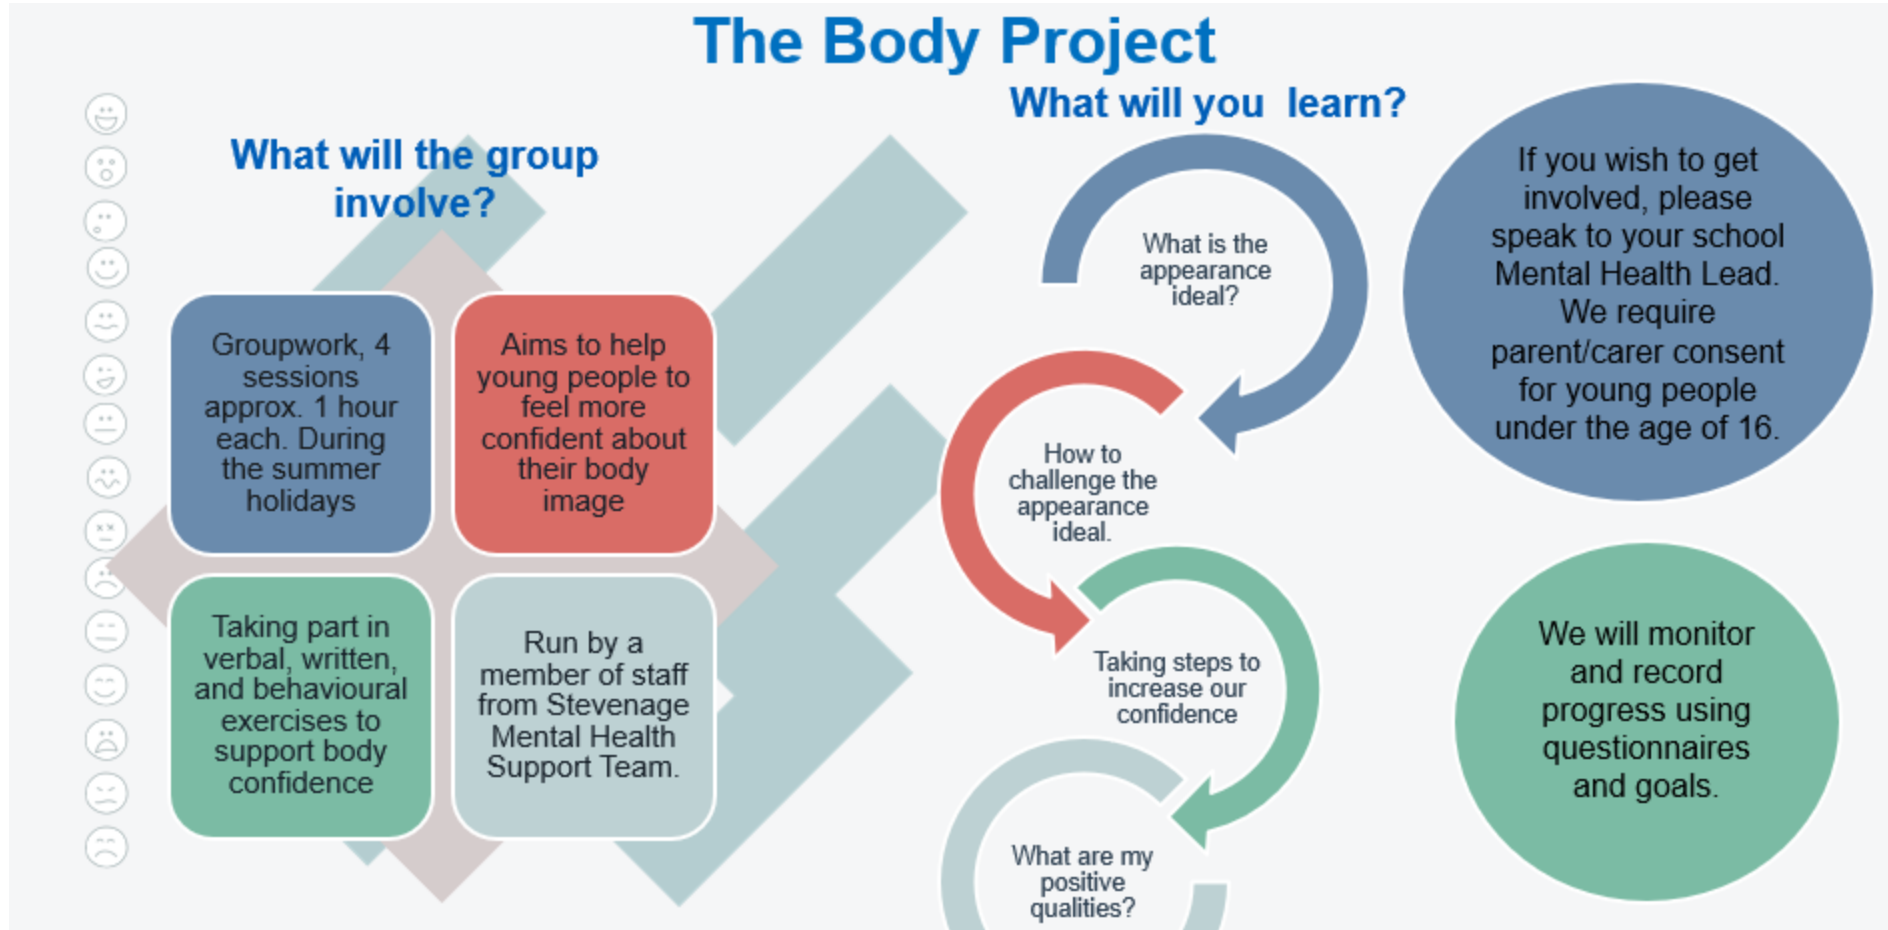 The Body Project
What will the group
involve?
Groupwork, 4
sessions
approx. 1 hour
each. During
the summer
holidays
Aims to help
young people to
feel more
confident about
their body
image
Taking part in
verbal, written,
and behavioural
exercises to
support body
confidence
Run by a
member of staff
from Stevenage
Mental Health
Support Team.
What will you  learn?
What is the
appearance
ideal?
How to
challenge the
appearance
ideal.
Taking steps to
increase our
confidence
What are my
positive
qualities?
If you wish to get
involved, please
speak to your school
Mental Health Lead.
We require
parent/carer consent
for young people
under the age of 16.
We will monitor
and record
progress using
questionnaires
and goals.